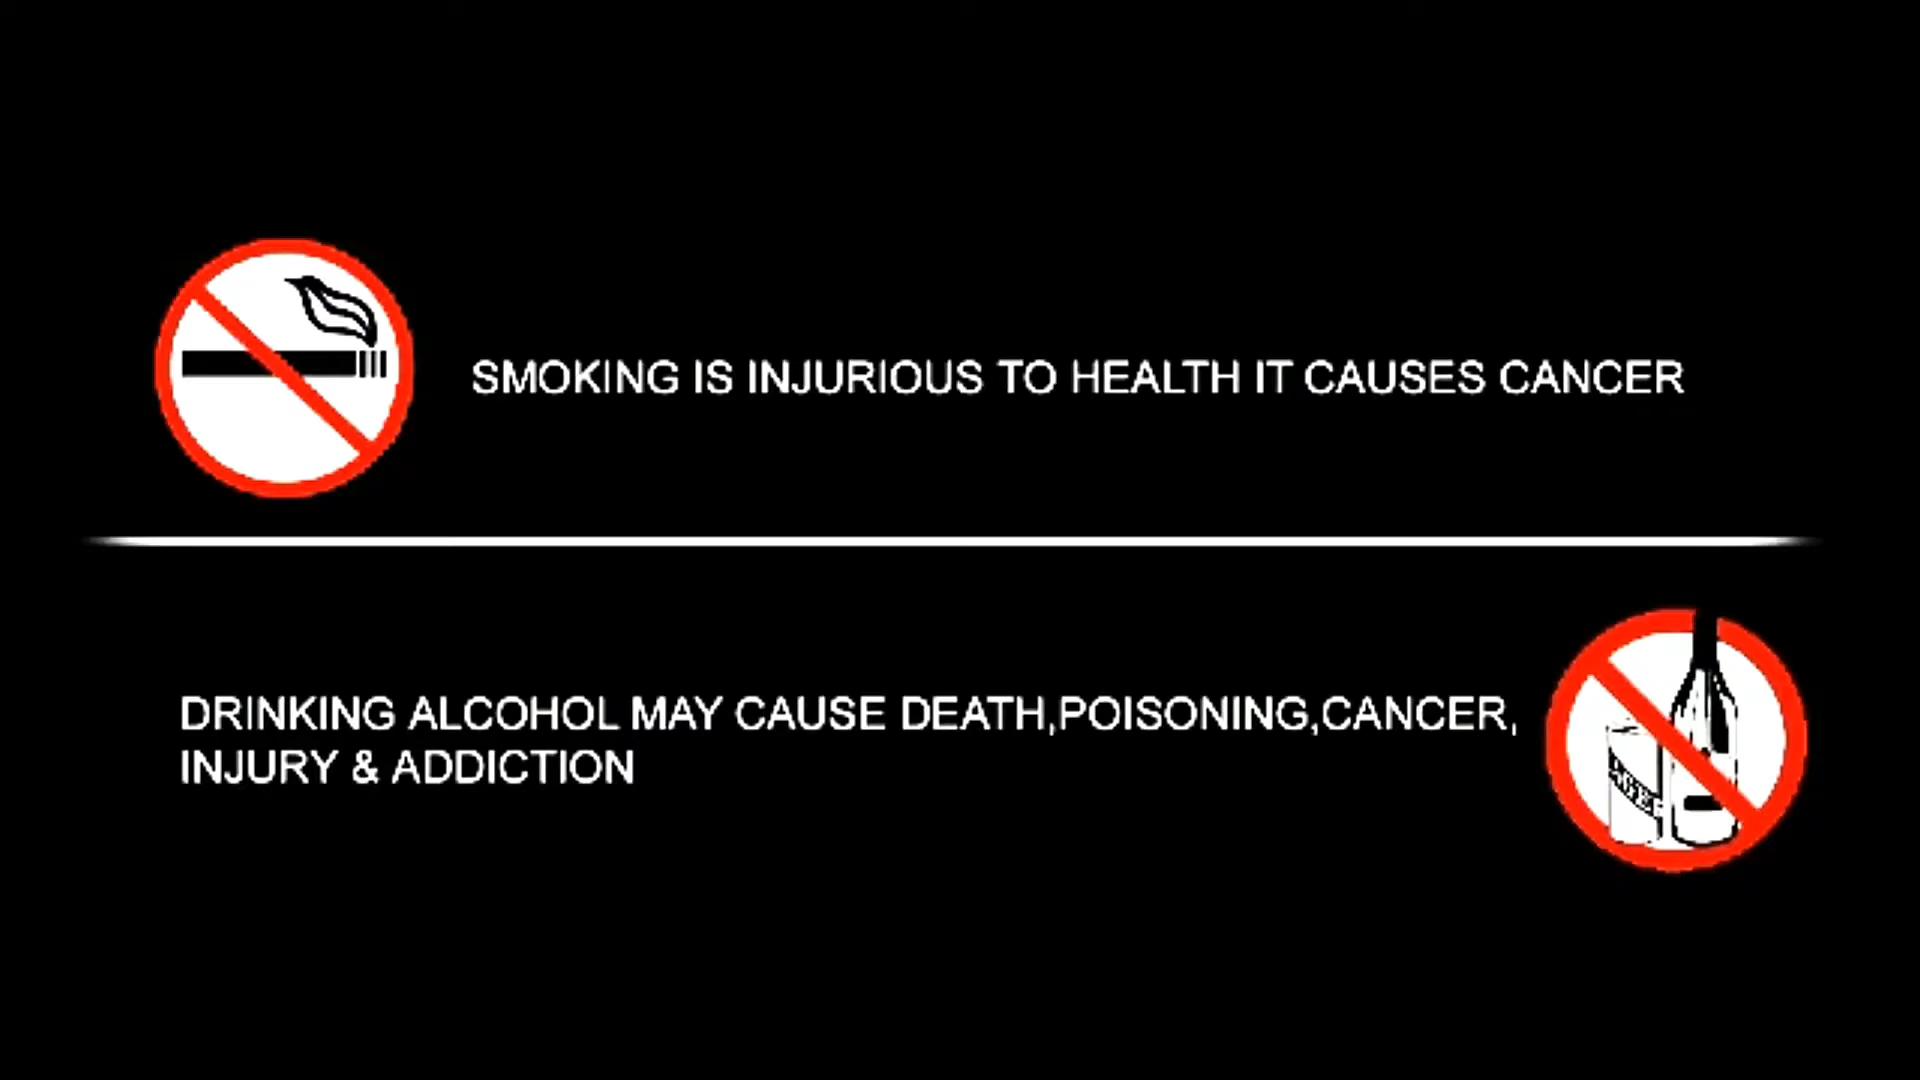 SMOKING IS INJURIOUS TO HEALTH IT CAUSES CANCER
DRINKING ALCOHOL MAY CAUSE DEATH,POISONING,CANCER,
INJURY & ADDICTION